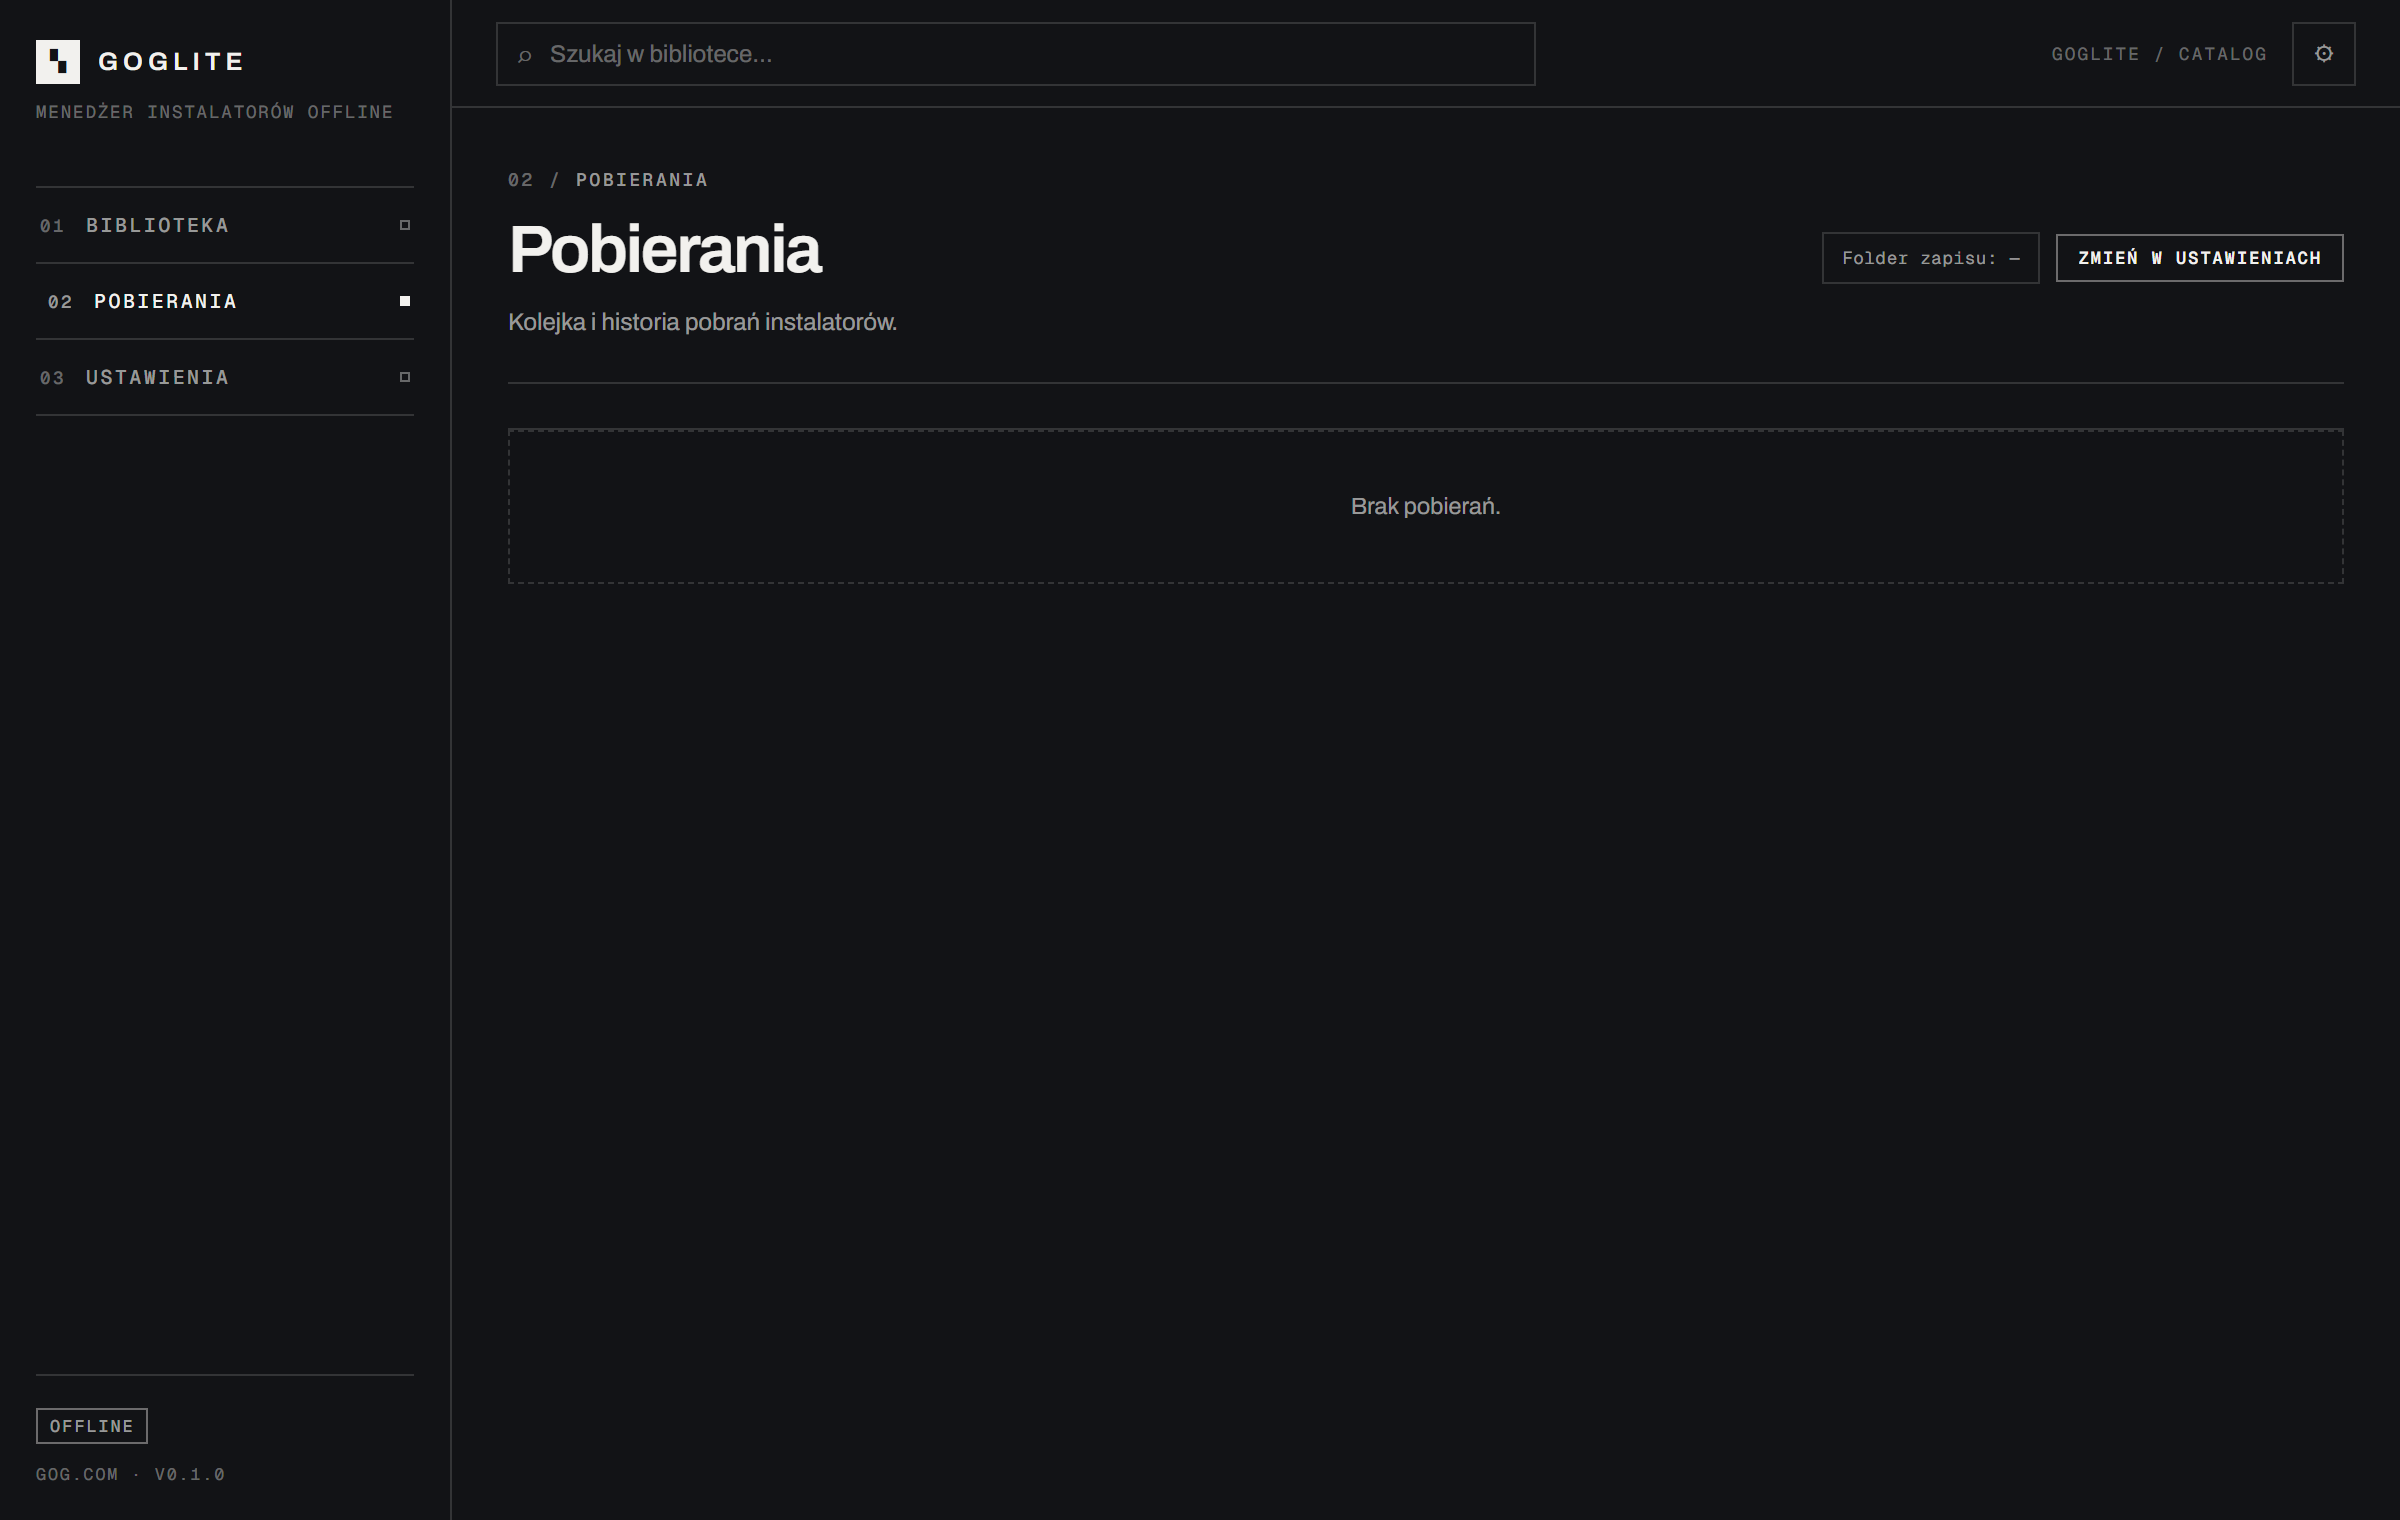 GOGLITE
MENEDŻER INSTALATORÓW OFFLINE
01 BIBLIOTEKA
02 POBIERANIA
03 USTAWIENIA
OFFLINE
GOG.COM · V0.1.0
Szukaj w bibliotece...
GOGLITE / CATALOG
02 / POBIERANIA
Pobierania
Kolejka i historia pobrań instalatorów.
Folder zapisu: —
ZMIEŃ W USTAWIENIACH
Brak pobierań.